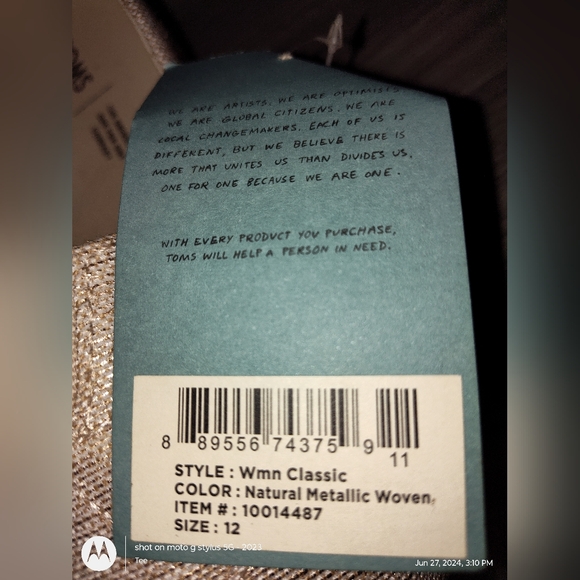 WE ARE ARTISTS. WE ARE OPTIMISTS.
WE ARE GLOBAL CITIZENS. WE ARE
LOCAL CHANGEMAKERS. EACH OF US IS
DIFFERENT, BUT WE BELIEVE THERE IS
MORE THAT UNITES US THAN DIVIDES US.
ONE FOR ONE BECAUSE WE ARE ONE.
WITH EVERY PRODUCT YOU PURCHASE,
TOMS WILL HELP A PERSON IN NEED.
8 89556 74375 9 11
STYLE : Wmn Classic
COLOR : Natural Metallic Woven
ITEM # : 10014487
SIZE : 12
shot on moto g stylus 5G - 2023
Tee
Jun 27, 2024, 3:10 PM